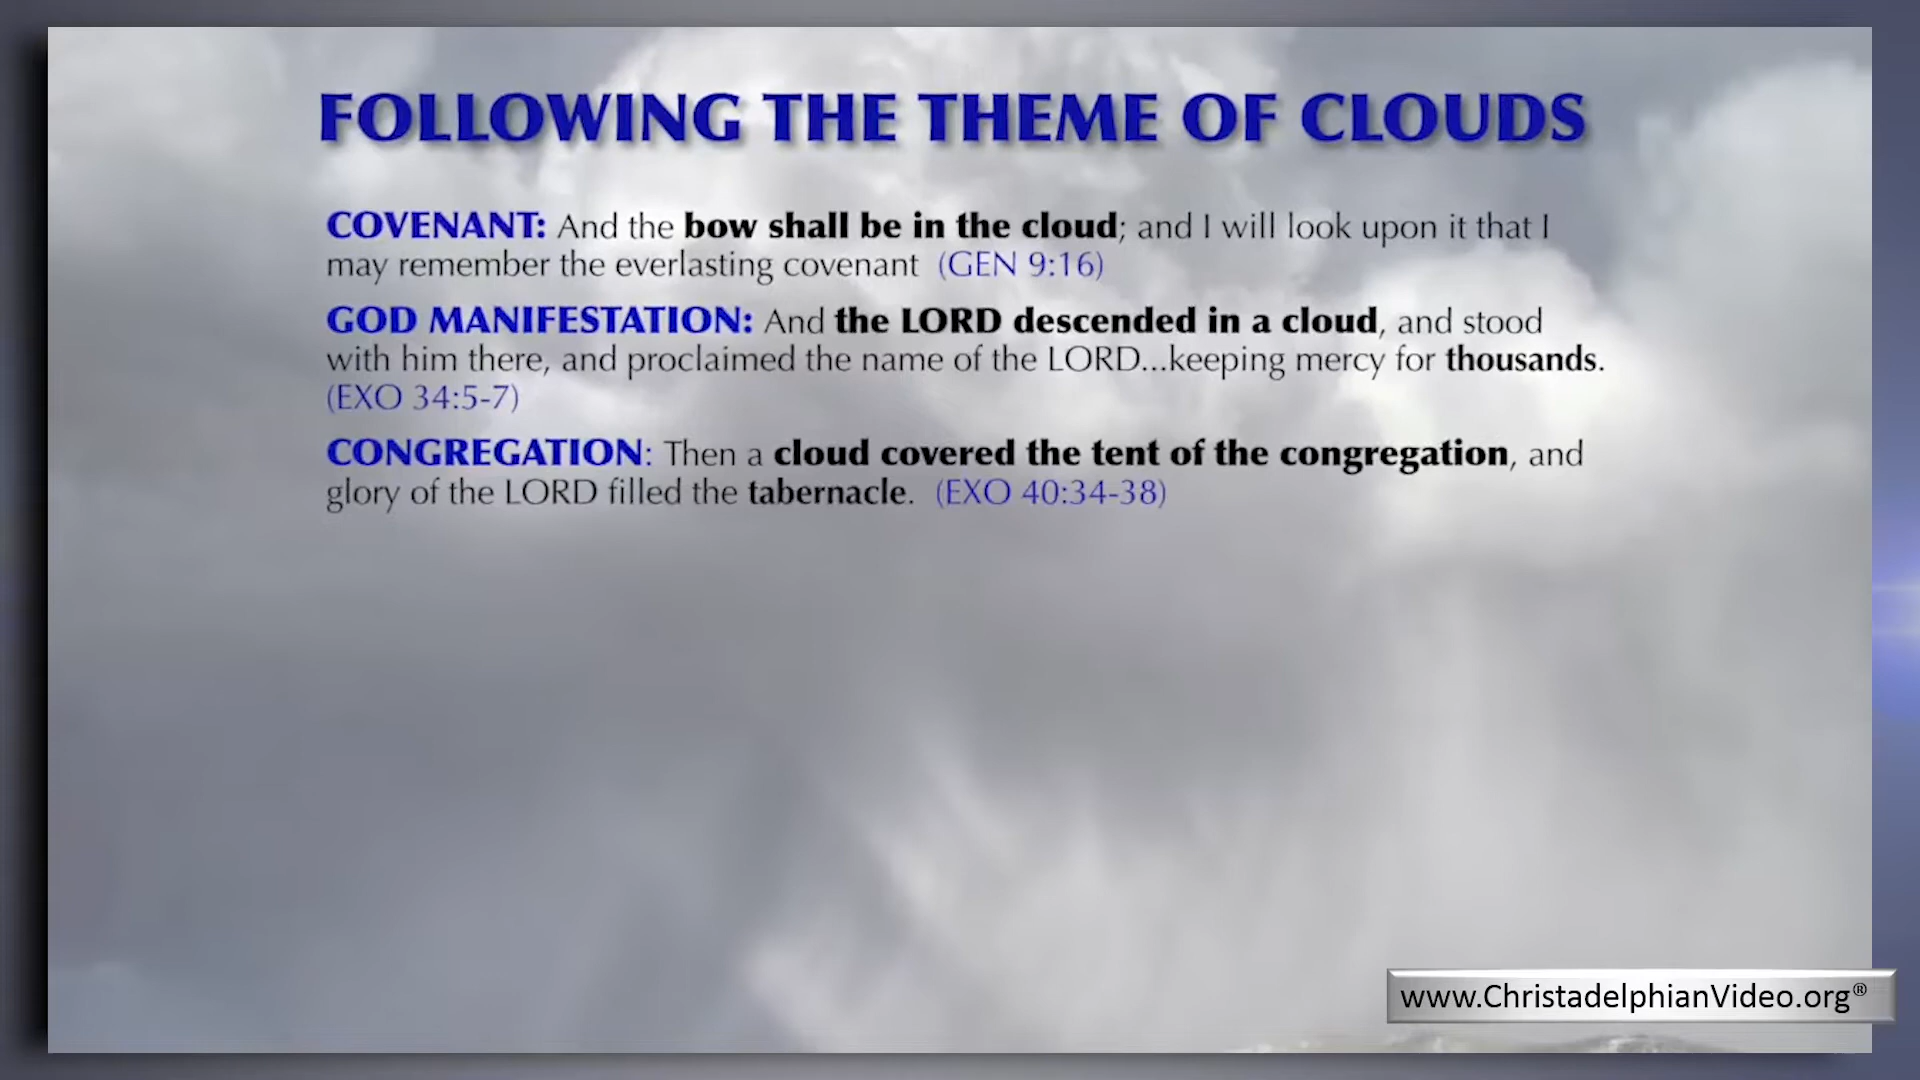 FOLLOWING THE THEME OF CLOUDS
COVENANT: And the bow shall be in the cloud; and I will look upon it that I
may remember the everlasting covenant (GEN 9:16)
GOD MANIFESTATION: And the LORD descended in a cloud, and stood
with him there, and proclaimed the name of the LORD...keeping mercy for thousands.
(EXO 34:5-7)
CONGREGATION: Then a cloud covered the tent of the congregation, and
glory of the LORD filled the tabernacle. (EXO 40:34-38)
www.ChristadelphianVideo.org®